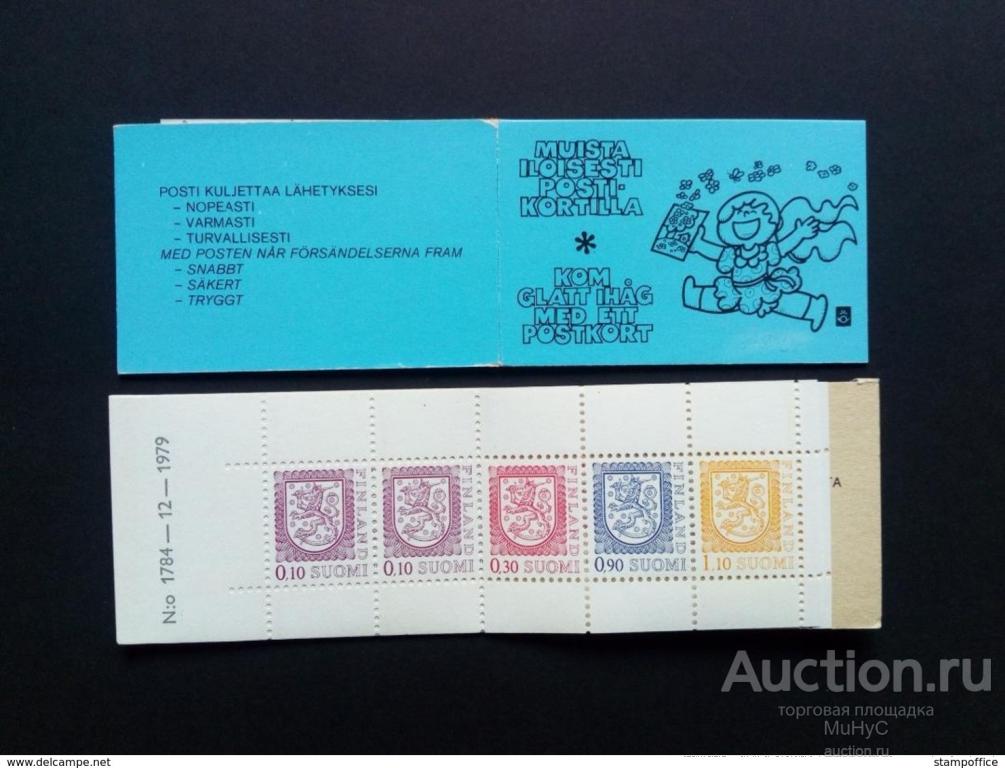 POSTI KULJETTAA LÄHETYKSESI
– NOPEASTI
– VARMASTI
– TURVALLISESTI
MED POSTEN NÅR FÖRSÄNDELSERNA FRAM
– SNABBT
– SÄKERT
– TRYGGT
MUISTA
ILOISESTI
POSTI-
KORTILLA
*
KOM
GLATT IHÅG
MED ETT
POSTKORT
N:o 1784 — 12 — 1979
FINLAND
0,10 SUOMI
FINLAND
0,10 SUOMI
FINLAND
0,30 SUOMI
FINLAND
0,90 SUOMI
FINLAND
1,10 SUOMI
TA
Auction.ru
торговая площадка
МиНуС
auction.ru
www.delcampe.net
stampoffice